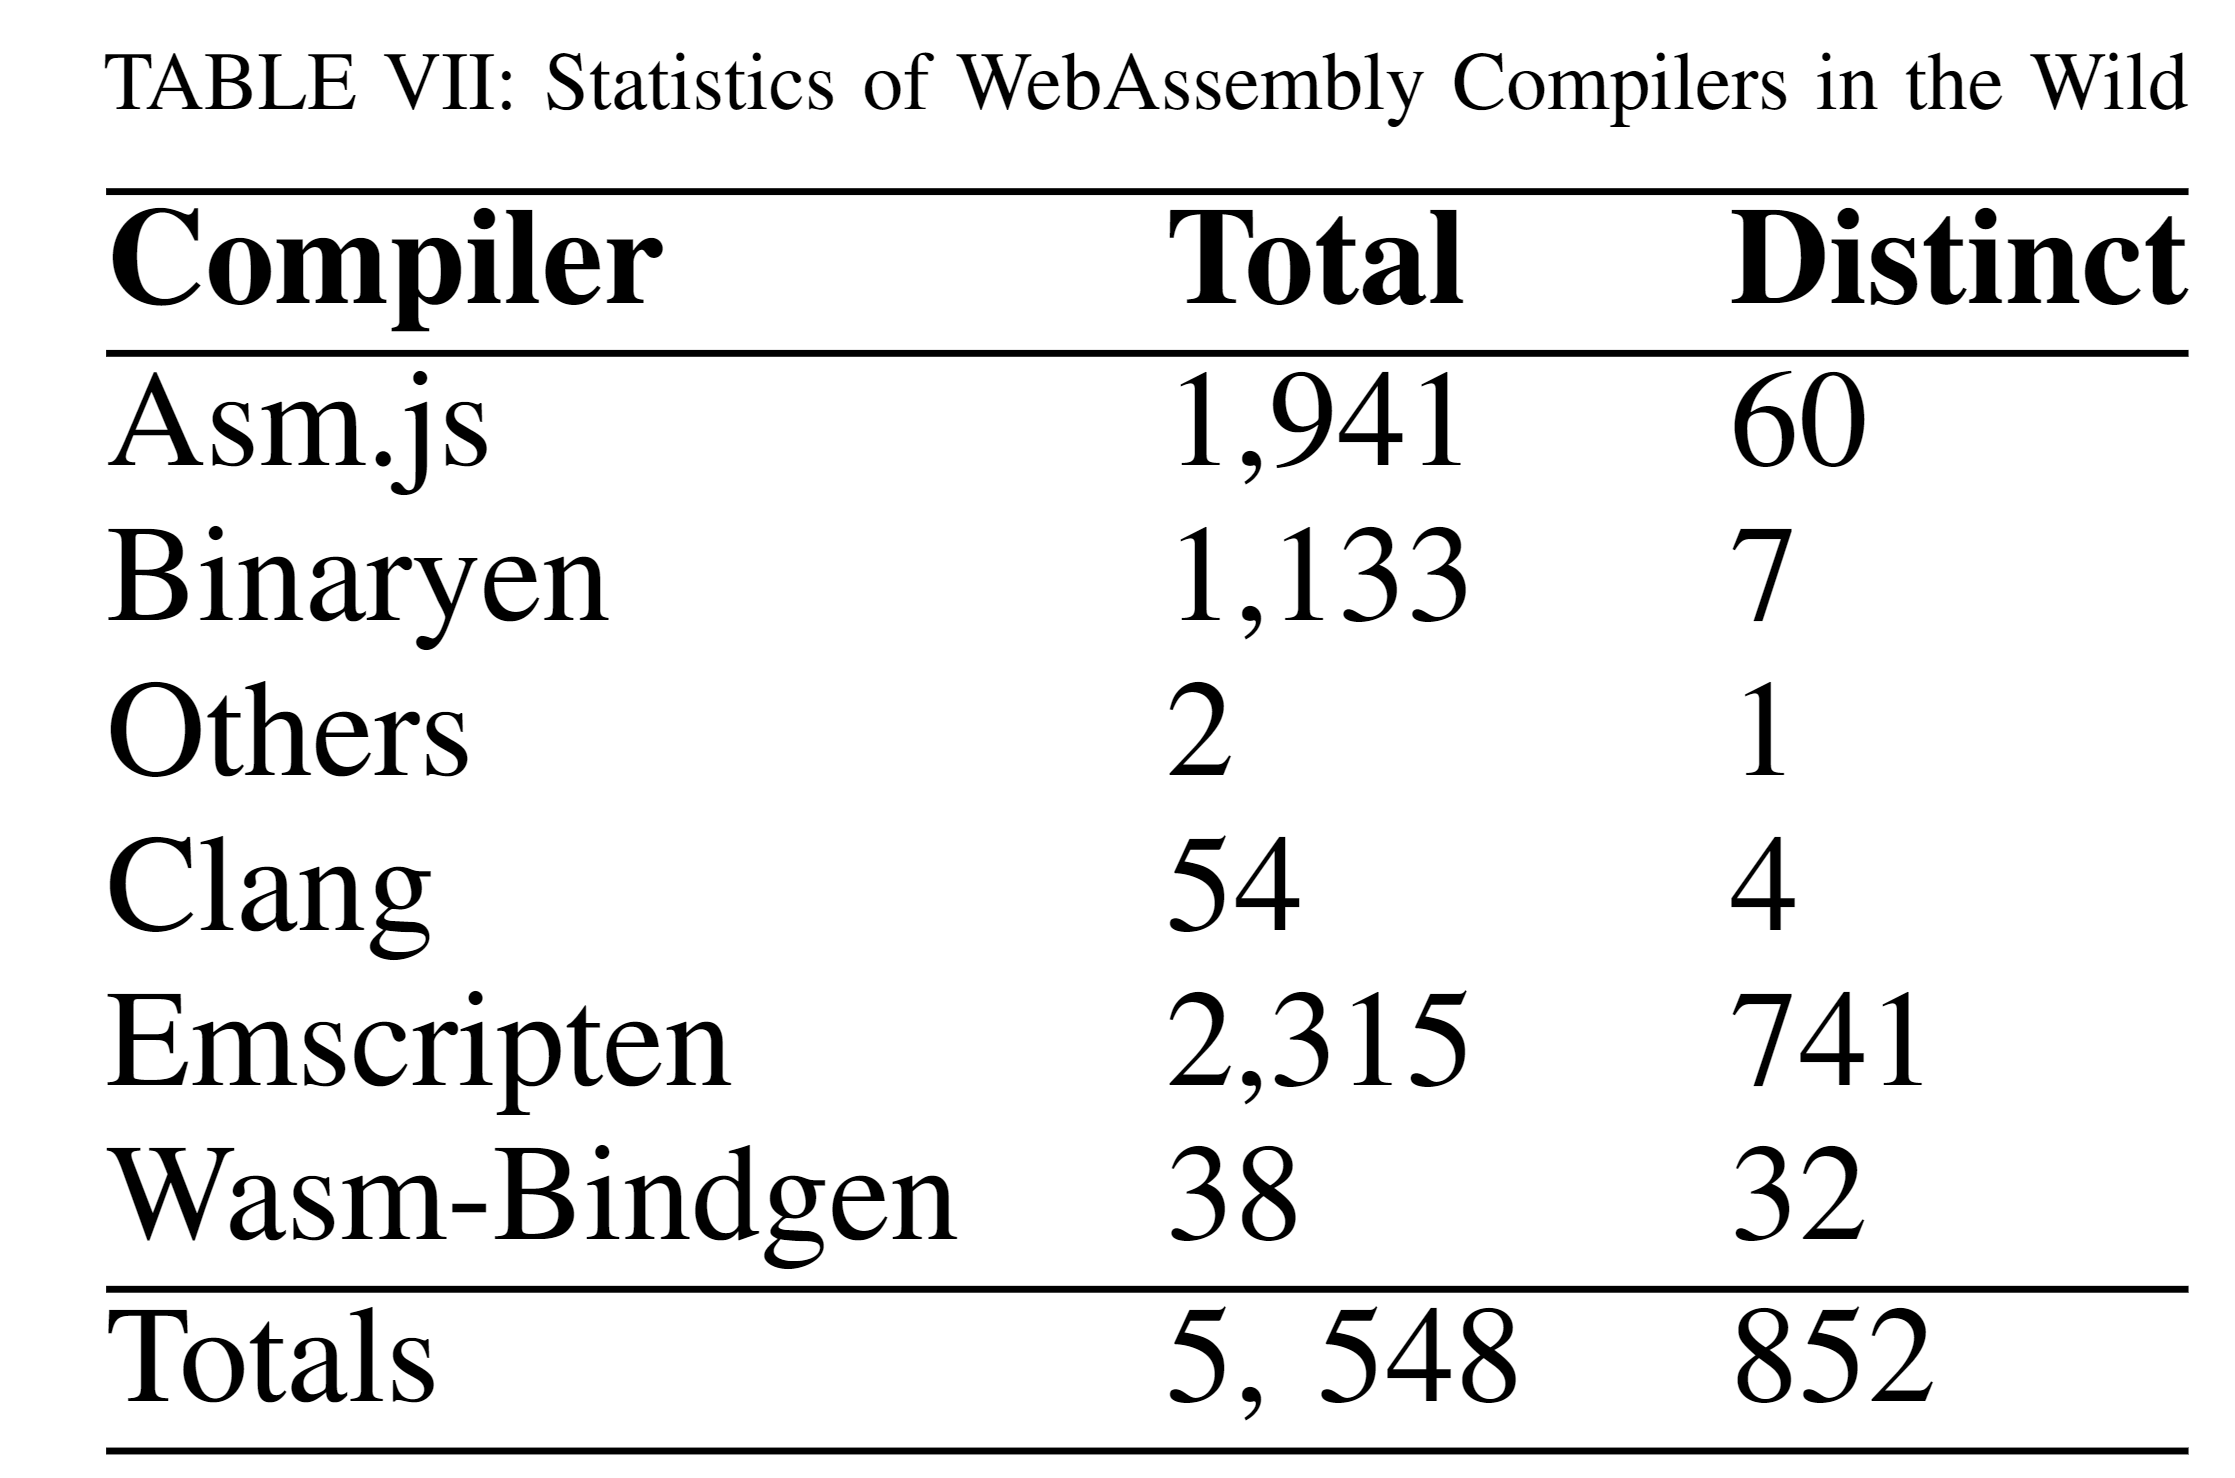 TABLE VII: Statistics of WebAssembly Compilers in the Wild
Compiler Total Distinct
Asm.js 1,941 60
Binaryen 1,133 7
Others 2 1
Clang 54 4
Emscripten 2,315 741
Wasm-Bindgen 38 32
Totals 5, 548 852